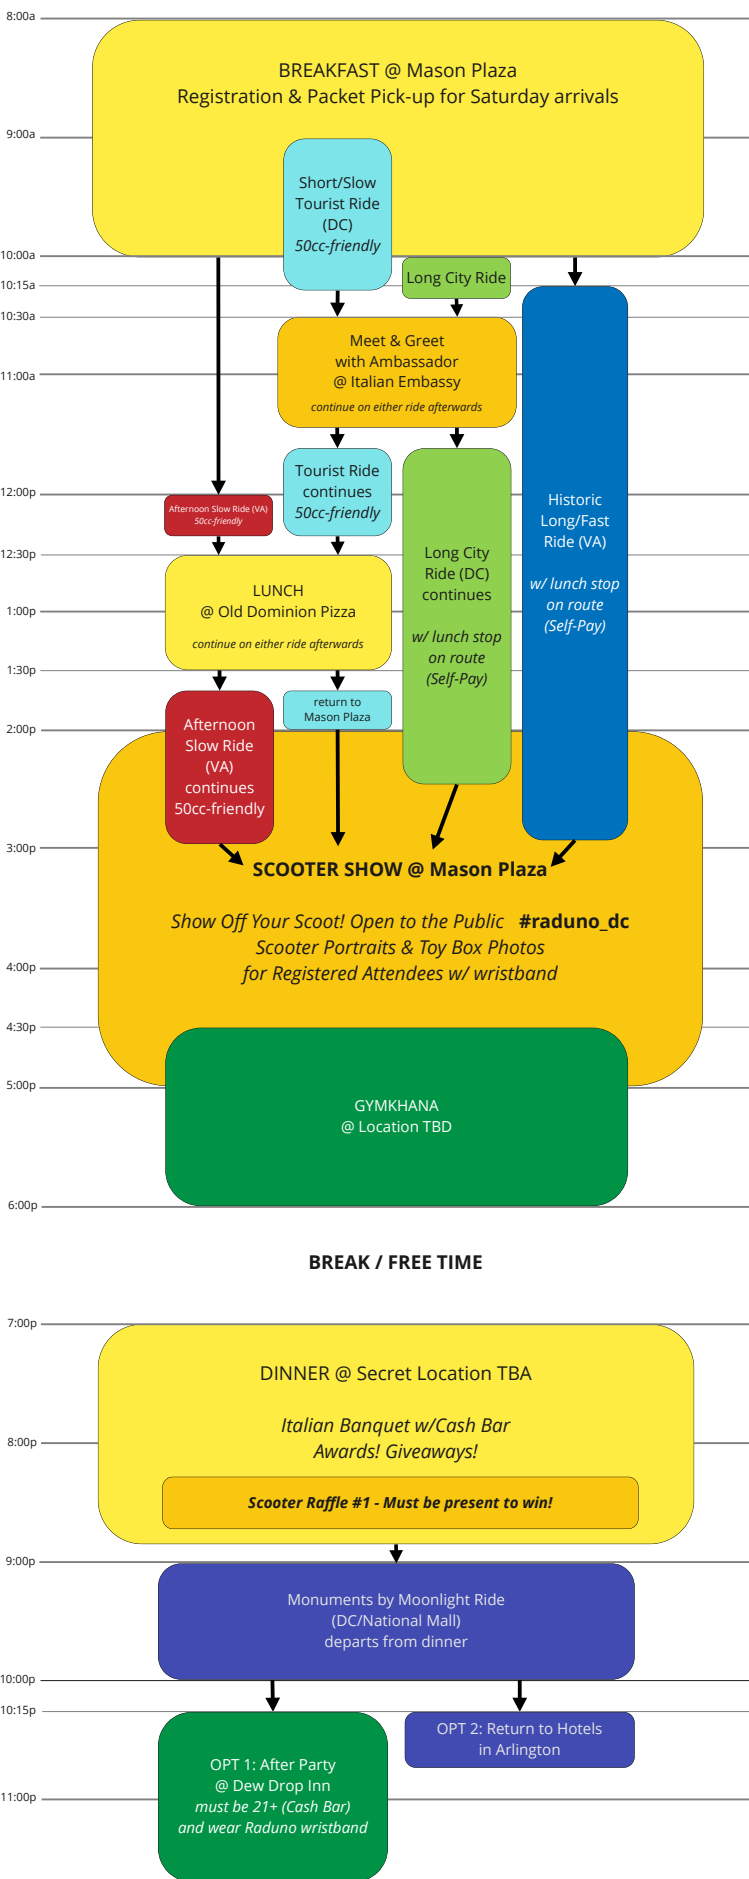 8:00a
BREAKFAST @ Mason Plaza
Registration & Packet Pick-up for Saturday arrivals
9:00a
Short/Slow
Tourist Ride
(DC)
50cc-friendly
10:00a
Long City Ride
10:15a
10:30a
Meet & Greet
with Ambassador
@ Italian Embassy
continue on either ride afterwards
11:00a
Tourist Ride
continues
50cc-friendly
12:00p
Afternoon Slow Ride (VA)
50cc-friendly
Historic
Long/Fast
Ride (VA)
w/ lunch stop
on route
(Self-Pay)
12:30p
Long City
Ride (DC)
continues
w/ lunch stop
on route
(Self-Pay)
LUNCH
@ Old Dominion Pizza
continue on either ride afterwards
1:00p
1:30p
return to
Mason Plaza
Afternoon
Slow Ride
(VA)
continues
50cc-friendly
2:00p
3:00p
SCOOTER SHOW @ Mason Plaza
Show Off Your Scoot! Open to the Public #raduno_dc
Scooter Portraits & Toy Box Photos
for Registered Attendees w/ wristband
4:00p
4:30p
5:00p
GYMKHANA
@ Location TBD
6:00p
BREAK / FREE TIME
7:00p
DINNER @ Secret Location TBA
Italian Banquet w/Cash Bar
Awards! Giveaways!
8:00p
Scooter Raffle #1 - Must be present to win!
9:00p
Monuments by Moonlight Ride
(DC/National Mall)
departs from dinner
10:00p
10:15p
OPT 2: Return to Hotels
in Arlington
OPT 1: After Party
@ Dew Drop Inn
must be 21+ (Cash Bar)
and wear Raduno wristband
11:00p